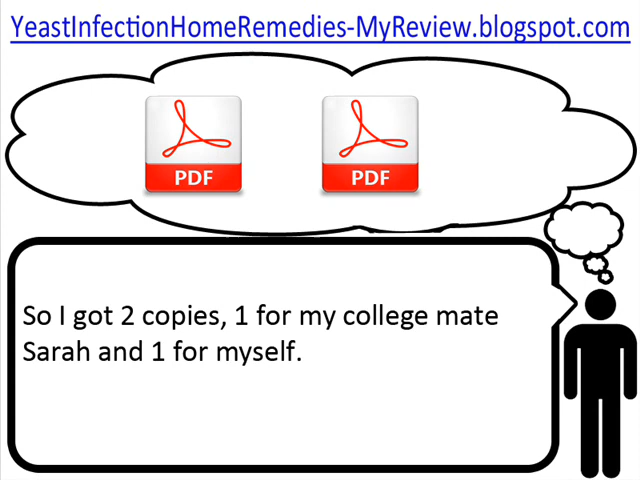 YeastInfectionHomeRemedies-MyReview.blogspot.com
PDF
PDF
So I got 2 copies, 1 for my college mate
Sarah and 1 for myself.